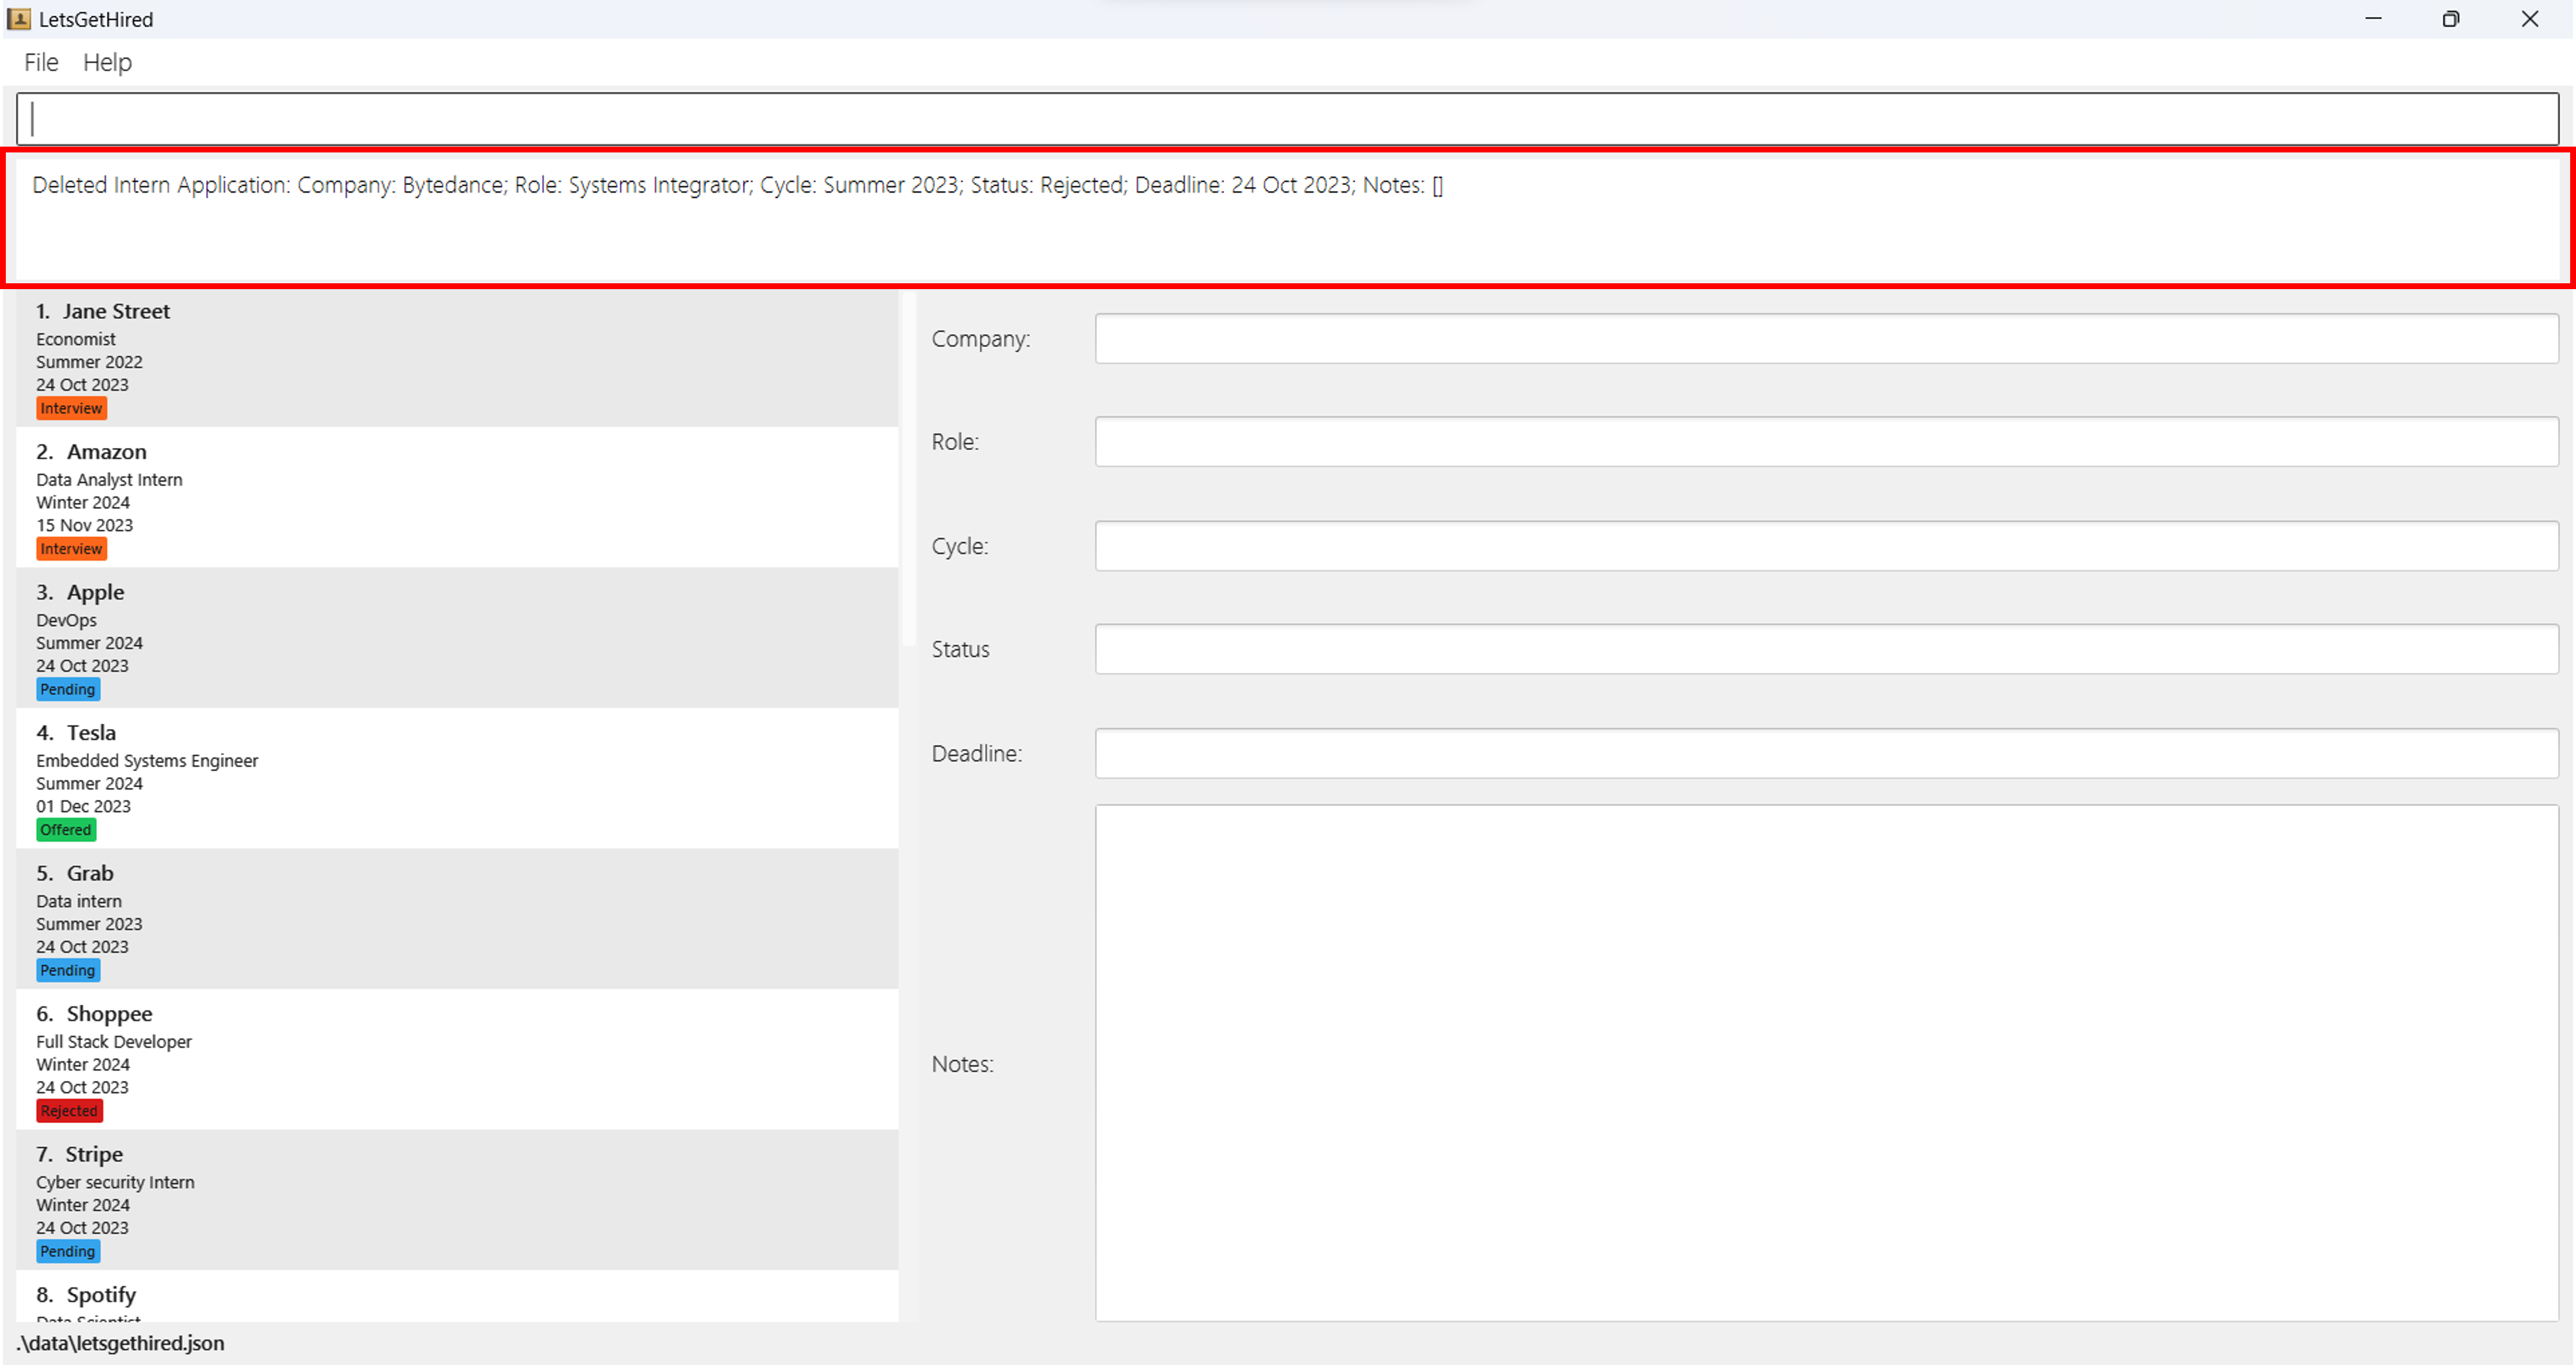 LetsGetHired
File Help
Deleted Intern Application: Company: Bytedance; Role: Systems Integrator; Cycle: Summer 2023; Status: Rejected; Deadline: 24 Oct 2023; Notes: []
1. Jane Street
Economist
Summer 2022
24 Oct 2023
Interview
2. Amazon
Data Analyst Intern
Winter 2024
15 Nov 2023
Interview
3. Apple
DevOps
Summer 2024
24 Oct 2023
Pending
4. Tesla
Embedded Systems Engineer
Summer 2024
01 Dec 2023
Offered
5. Grab
Data intern
Summer 2023
24 Oct 2023
Pending
6. Shoppee
Full Stack Developer
Winter 2024
24 Oct 2023
Rejected
7. Stripe
Cyber security Intern
Winter 2024
24 Oct 2023
Pending
8. Spotify
Data Scientist
Company:
Role:
Cycle:
Status
Deadline:
Notes:
.\data\letsgethired.json